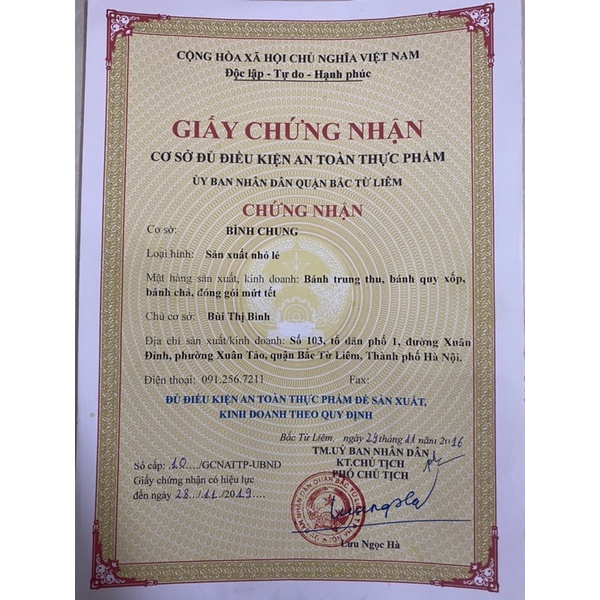 CỘNG HÒA XÃ HỘI CHỦ NGHĨA VIỆT NAM
Độc lập - Tự do - Hạnh phúc
GIẤY CHỨNG NHẬN
CƠ SỞ ĐỦ ĐIỀU KIỆN AN TOÀN THỰC PHẨM
ỦY BAN NHÂN DÂN QUẬN BẮC TỪ LIÊM
CHỨNG NHẬN
Cơ sở: BÌNH CHUNG
Loại hình: Sản xuất nhỏ lẻ
Mặt hàng sản xuất, kinh doanh: Bánh trung thu, bánh quy xốp,
bánh chả, đóng gói mứt tết
Chủ cơ sở: Bùi Thị Bình
Địa chỉ sản xuất/kinh doanh: Số 103, tổ dân phố 1, đường Xuân
Đỉnh, phường Xuân Tảo, quận Bắc Từ Liêm, Thành phố Hà Nội.
Điện thoại: 091.256.7211 Fax:
ĐỦ ĐIỀU KIỆN AN TOÀN THỰC PHẨM ĐỂ SẢN XUẤT,
KINH DOANH THEO QUY ĐỊNH
Bắc Từ Liêm, ngày 29 tháng 11 năm 2016
TM.UỶ BAN NHÂN DÂN
KT.CHỦ TỊCH
PHÓ CHỦ TỊCH
Số cấp: 10..../GCNATTP-UBND
Giấy chứng nhận có hiệu lực
đến ngày 28../11../2019....
Lưu Ngọc Hà